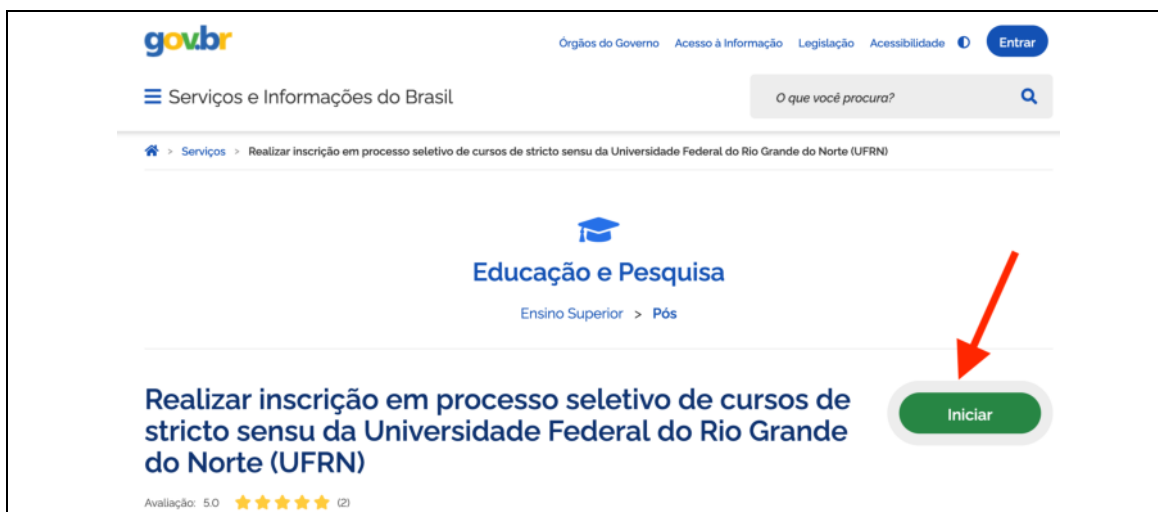 gov.br
Órgãos do Governo Acesso à Informação Legislação Acessibilidade Entrar
Serviços e Informações do Brasil O que você procura?
> Serviços > Realizar inscrição em processo seletivo de cursos de stricto sensu da Universidade Federal do Rio Grande do Norte (UFRN)
Educação e Pesquisa
Ensino Superior > Pós
Realizar inscrição em processo seletivo de cursos de
stricto sensu da Universidade Federal do Rio Grande
do Norte (UFRN)
Iniciar
Avaliação: 5.0 (2)